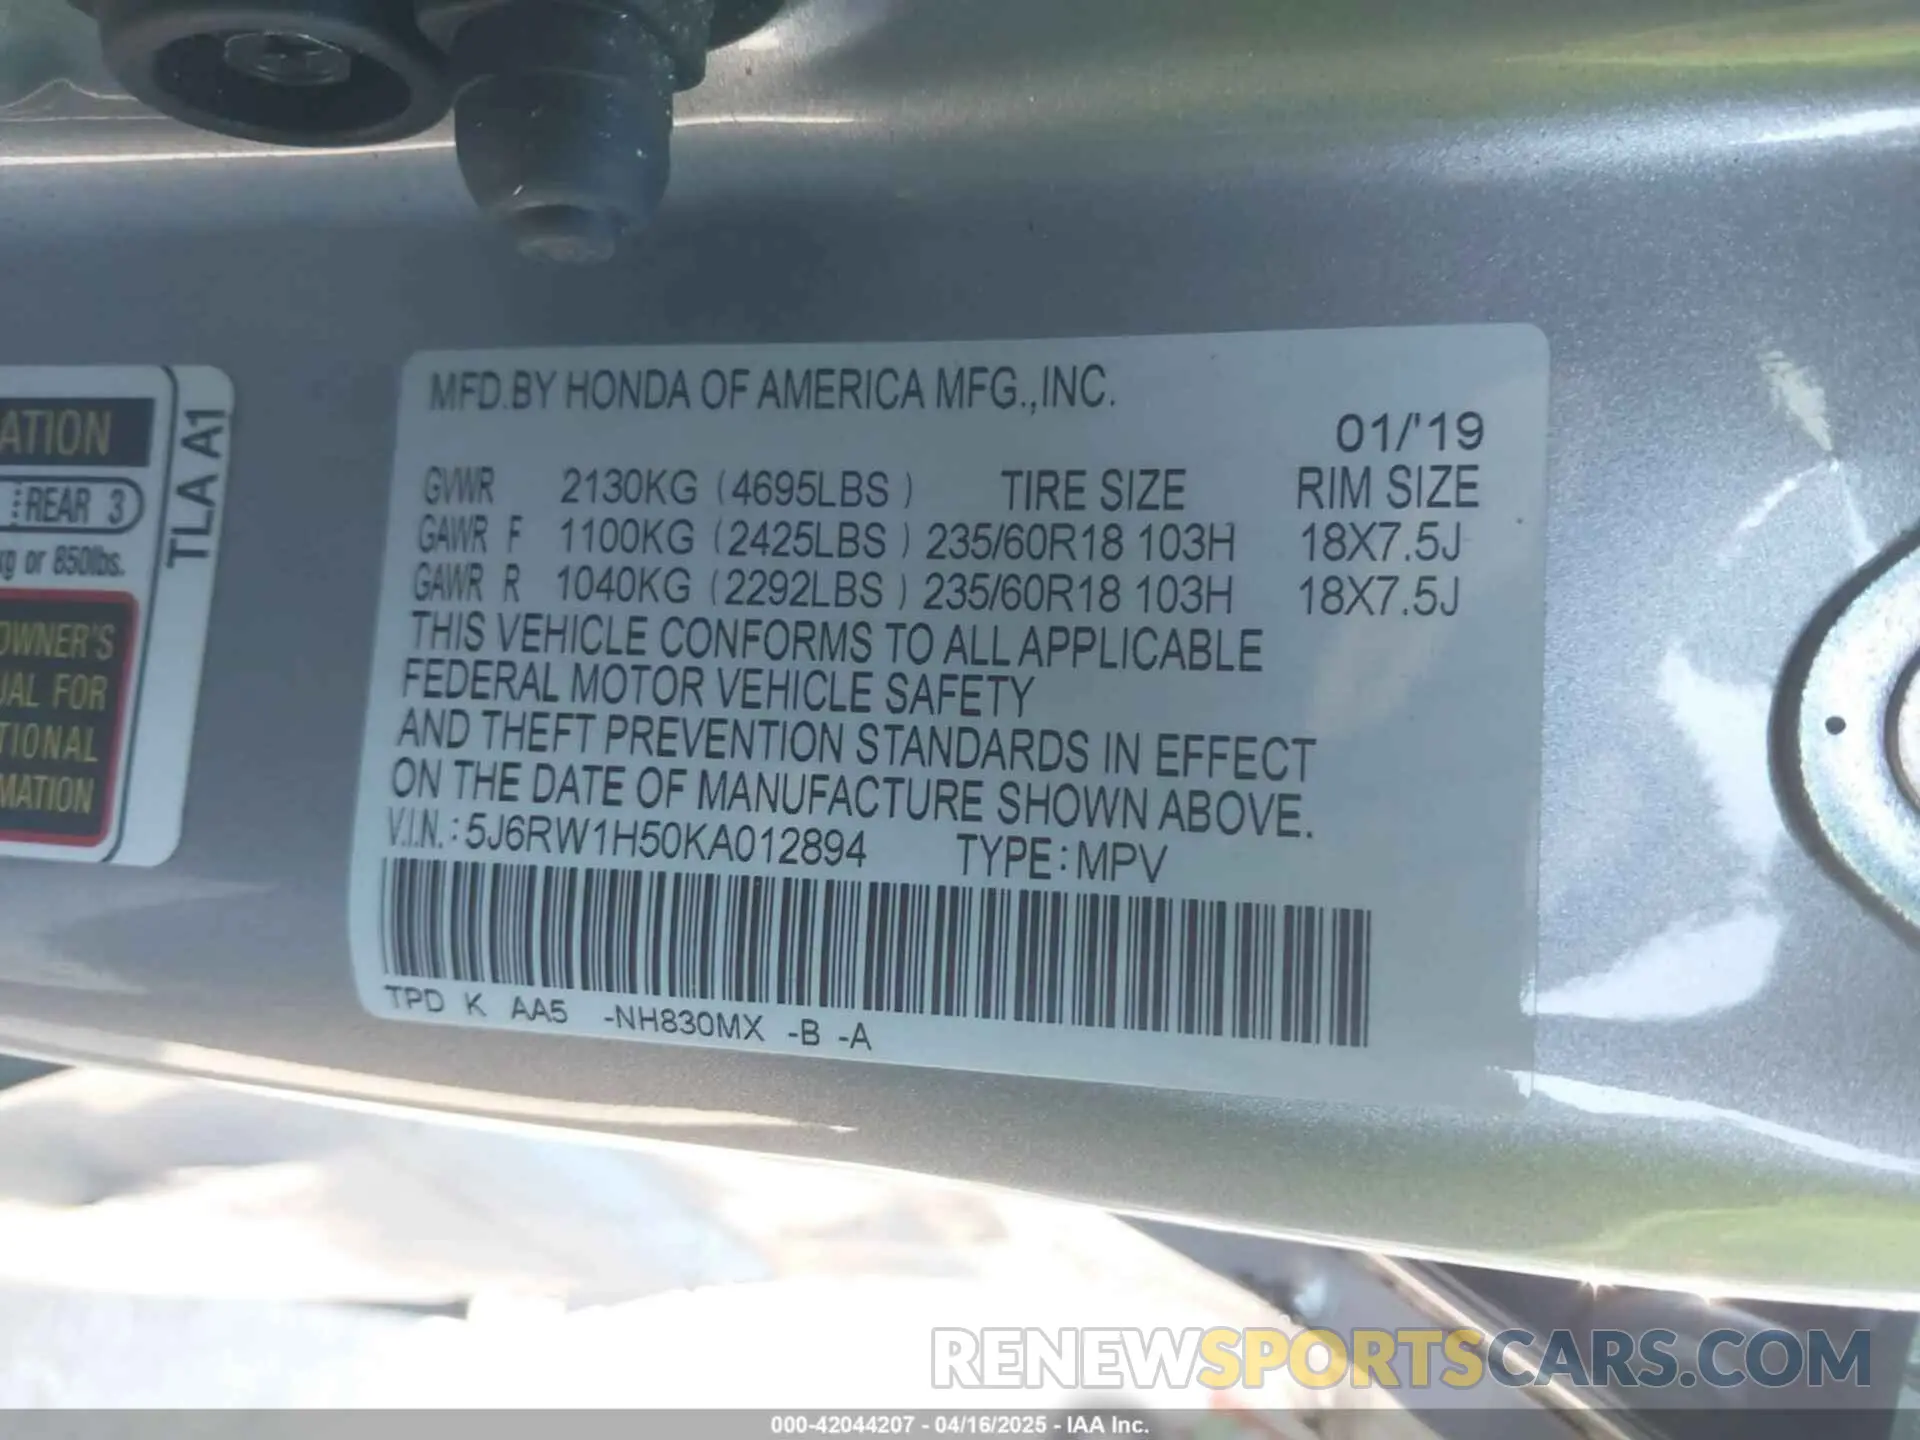 MFD.BY HONDA OF AMERICA MFG.,INC.
01/'19
GVWR 2130KG (4695LBS) TIRE SIZE RIM SIZE
GAWR F 1100KG (2425LBS) 235/60R18 103H 18X7.5J
GAWR R 1040KG (2292LBS) 235/60R18 103H 18X7.5J
THIS VEHICLE CONFORMS TO ALL APPLICABLE
FEDERAL MOTOR VEHICLE SAFETY
AND THEFT PREVENTION STANDARDS IN EFFECT
ON THE DATE OF MANUFACTURE SHOWN ABOVE.
V.I.N.: 5J6RW1H50KA012894 TYPE: MPV
TPD K AA5 -NH830MX -B -A
ATION
REAR 3
kg or 850lbs.
OWNER'S
UAL FOR
TIONAL
MATION
TLA A1
RENEWSPORTSCARS.COM
000-42044207 - 04/16/2025 - IAA Inc.